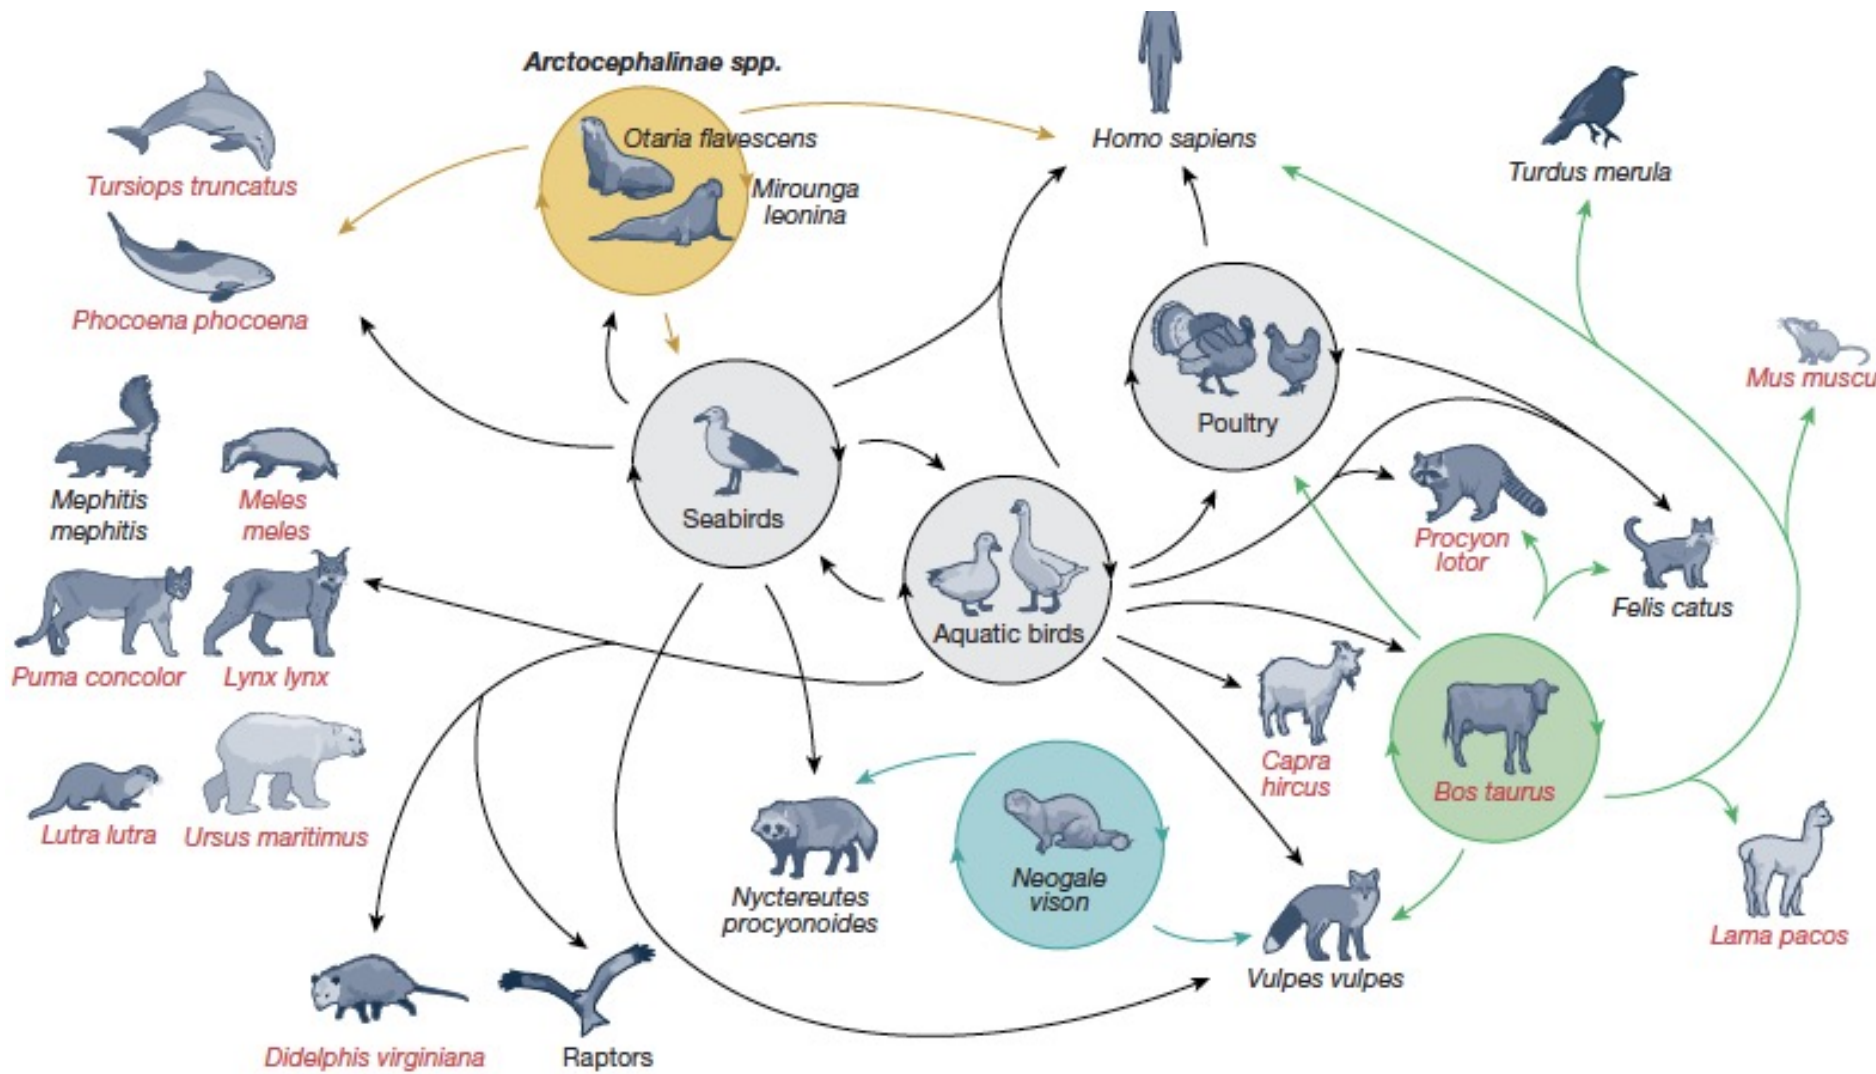 Arctocephalinae spp.
Otaria flavescens
Mirounga
leonina
Homo sapiens
Turdus merula
Tursiops truncatus
Phocoena phocoena
Mus muscu
Mephitis
mephitis
Meles
meles
Seabirds
Poultry
Procyon
lotor
Felis catus
Puma concolor
Lynx lynx
Aquatic birds
Capra
hircus
Bos taurus
Lutra lutra
Ursus maritimus
Nyctereutes
procyonoides
Neogale
vison
Lama pacos
Vulpes vulpes
Didelphis virginiana
Raptors